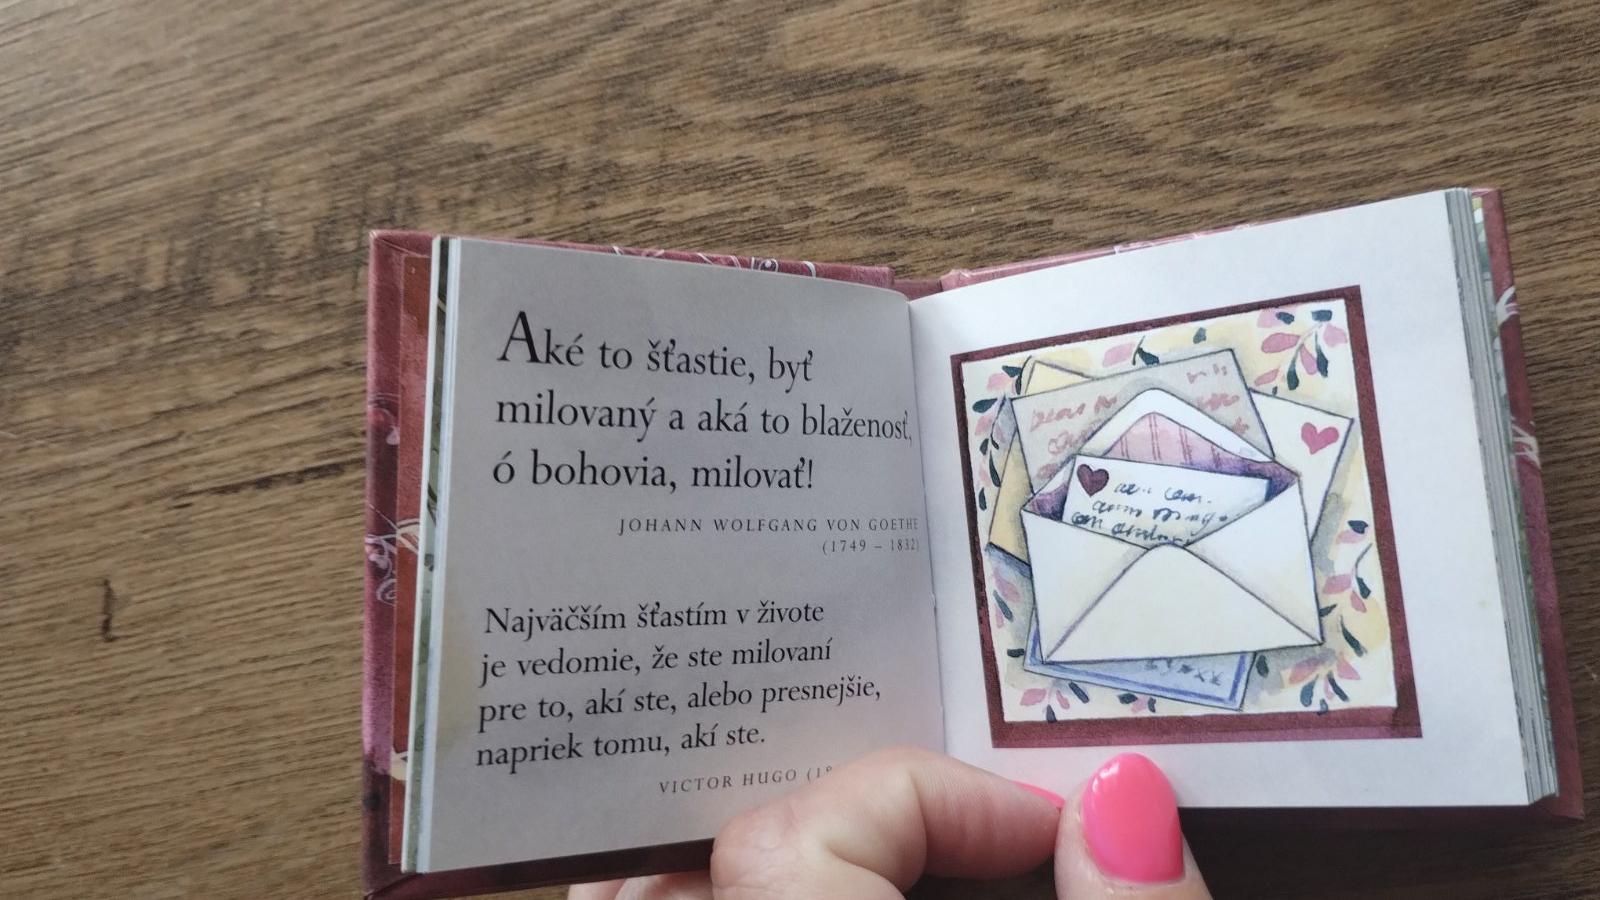 Aké to šťastie, byť
milovaný a aká to blaženosť,
ó bohovia, milovať!
JOHANN WOLFGANG VON GOETHE
(1749 – 1832)
Najväčším šťastím v živote
je vedomie, že ste milovaní
pre to, akí ste, alebo presnejšie,
napriek tomu, akí ste.
VICTOR HUGO